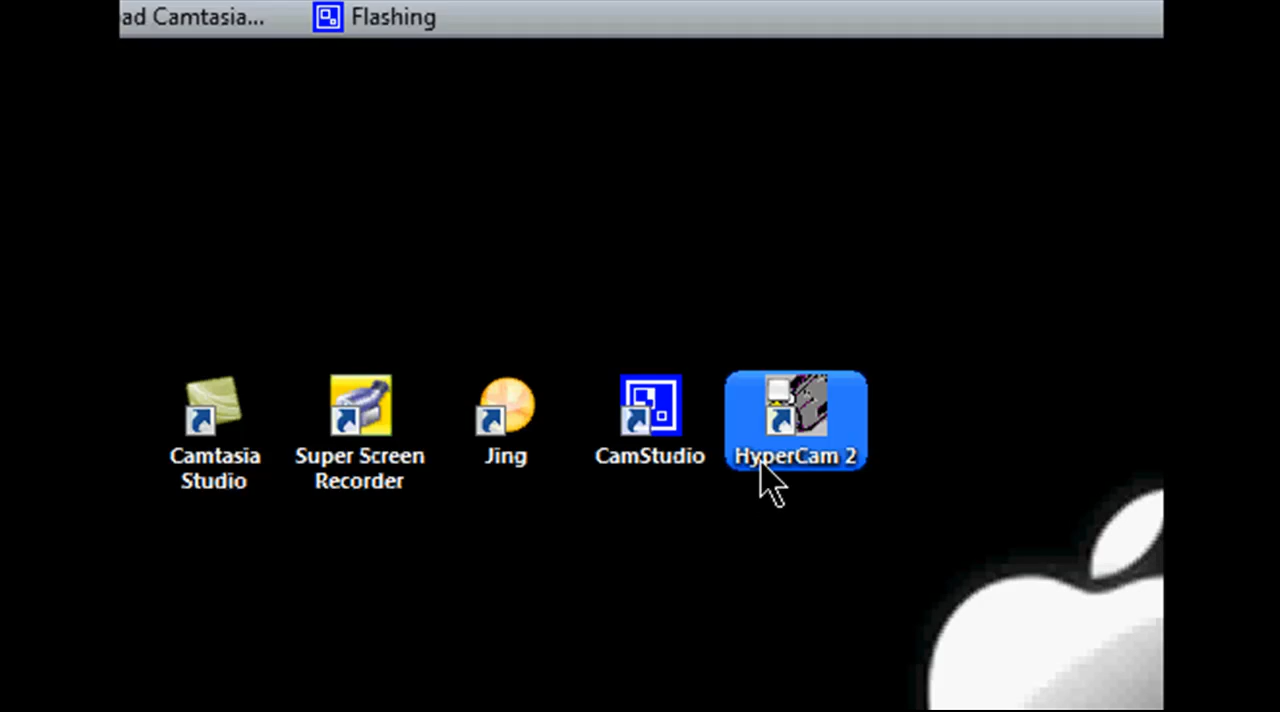 ad Camtasia...
Flashing
Camtasia
Studio
Super Screen
Recorder
Jing
CamStudio
HyperCam 2